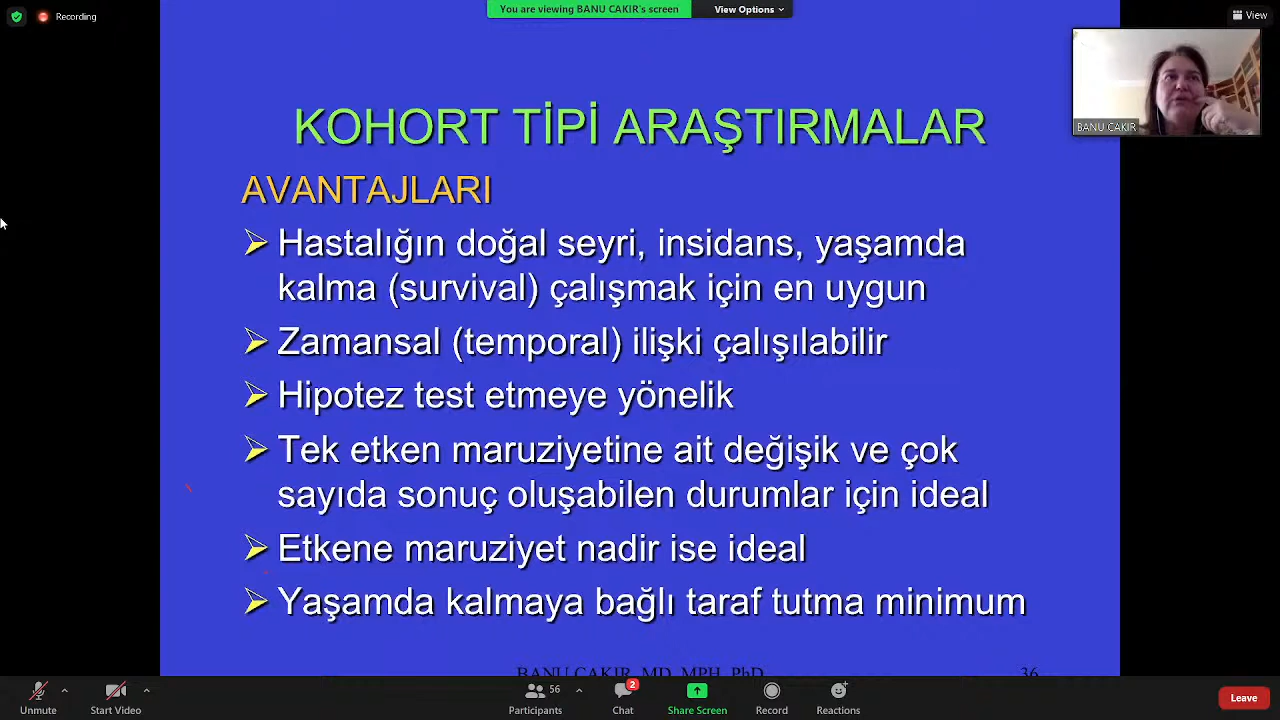 Recording
You are viewing BANU CAKIR's screen
View Options
View
BANU CAKIR
KOHORT TİPİ ARAŞTIRMALAR
AVANTAJLARI
Hastalığın doğal seyri, insidans, yaşamda
kalma (survival) çalışmak için en uygun
Zamansal (temporal) ilişki çalışılabilir
Hipotez test etmeye yönelik
Tek etken maruziyetine ait değişik ve çok
sayıda sonuç oluşabilen durumlar için ideal
Etkene maruziyet nadir ise ideal
Yaşamda kalmaya bağlı taraf tutma minimum
BANU CAKIR, MD, MPH, PhD 36
Unmute
Start Video
56
Participants
2
Chat
Share Screen
Record
Reactions
Leave